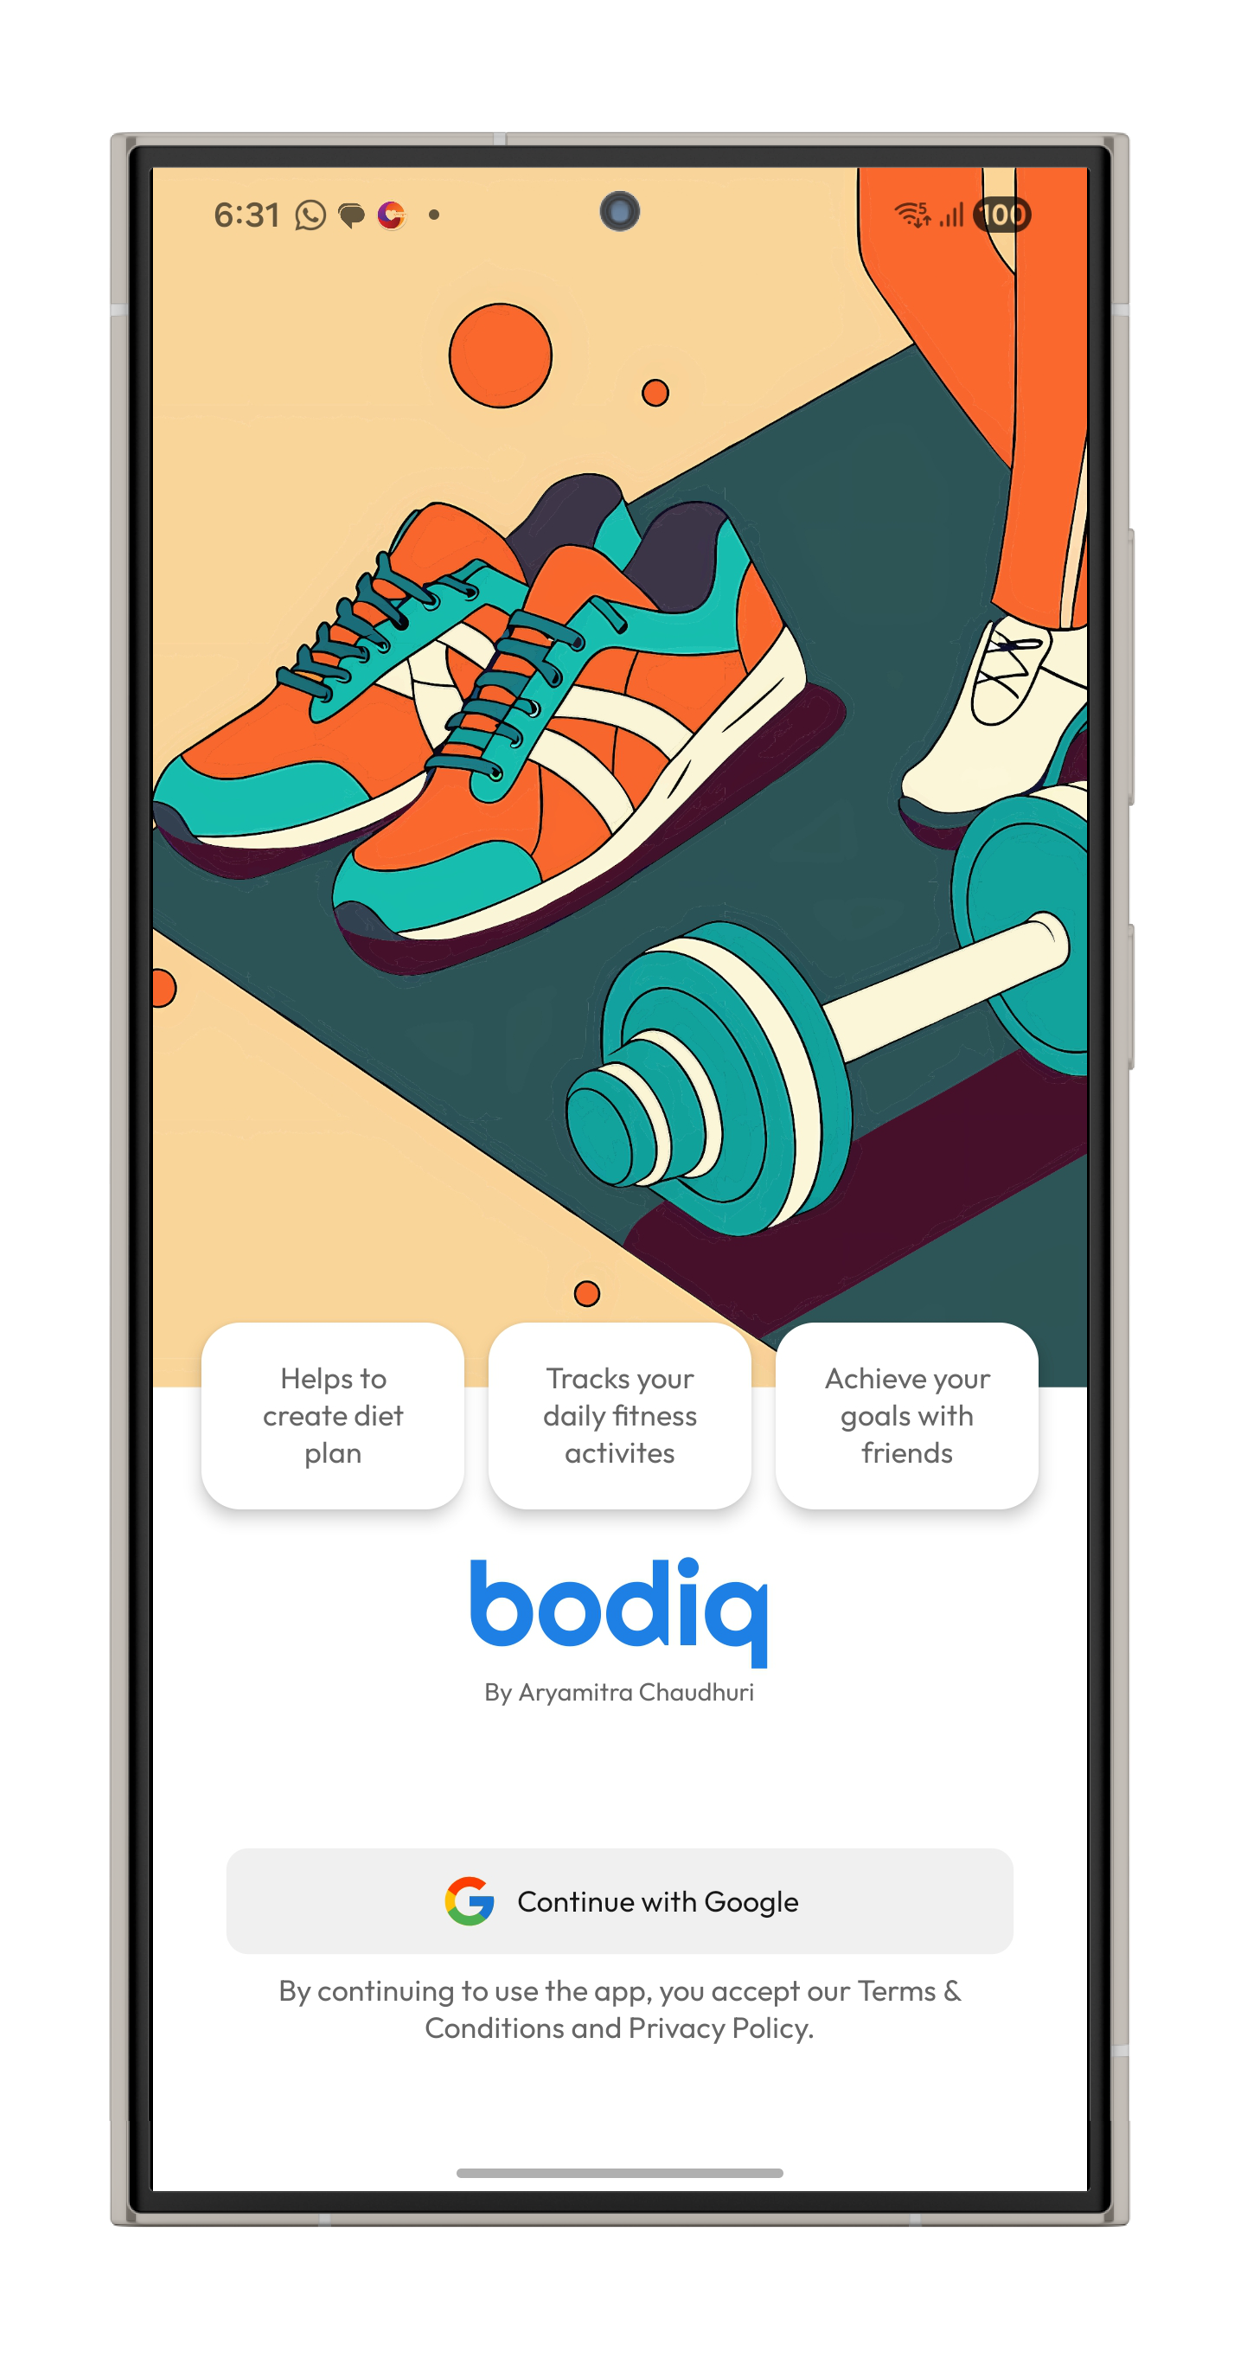 6:31
5
100
Helps to
create diet
plan
Tracks your
daily fitness
activites
Achieve your
goals with
friends
bodiq
By Aryamitra Chaudhuri
Continue with Google
By continuing to use the app, you accept our Terms &
Conditions and Privacy Policy.